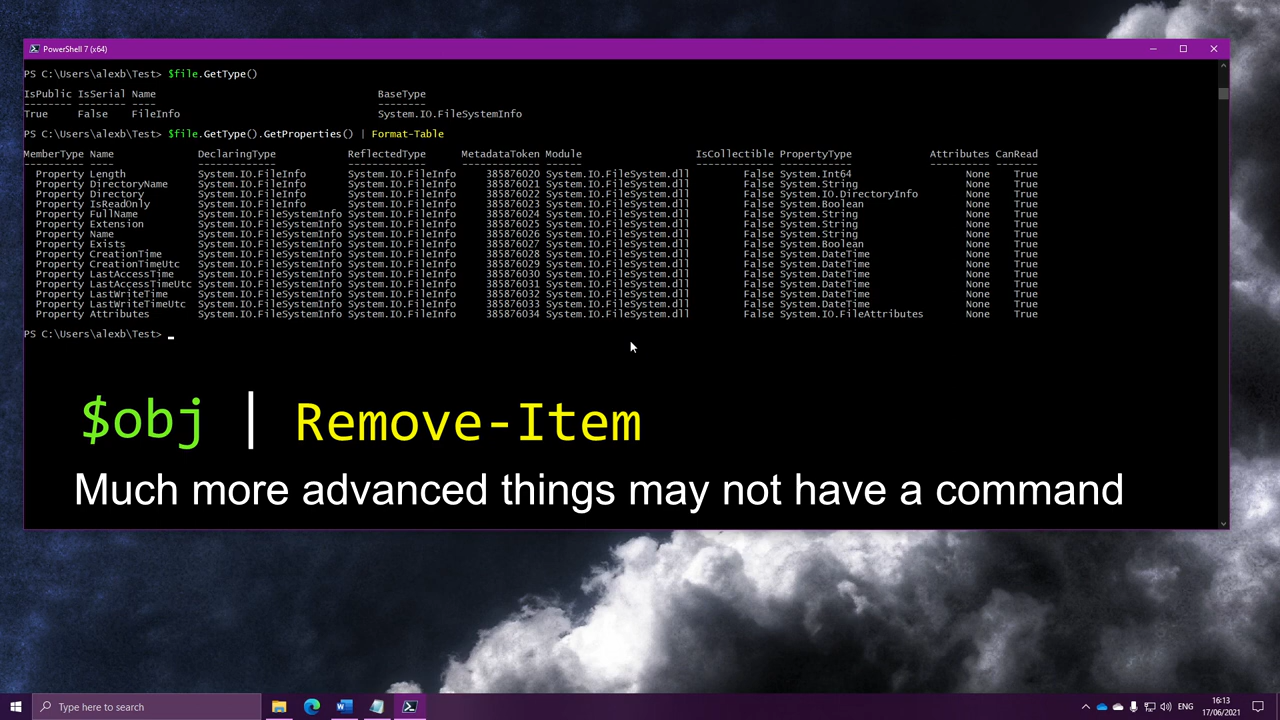 PowerShell 7 (x64)
PS C:\Users\alexb\Test> $file.GetType()
IsPublic IsSerial Name BaseType
-------- -------- ---- --------
True False FileInfo System.IO.FileSystemInfo
PS C:\Users\alexb\Test> $file.GetType().GetProperties() | Format-Table
MemberType Name DeclaringType ReflectedType MetadataToken Module IsCollectible PropertyType Attributes CanRead
---------- ---- ------------- ------------- ------------- ------ ------------- ------------ ---------- -------
Property Length System.IO.FileInfo System.IO.FileInfo 385876020 System.IO.FileSystem.dll False System.Int64 None True
Property DirectoryName System.IO.FileInfo System.IO.FileInfo 385876021 System.IO.FileSystem.dll False System.String None True
Property Directory System.IO.FileInfo System.IO.FileInfo 385876022 System.IO.FileSystem.dll False System.IO.DirectoryInfo None True
Property IsReadOnly System.IO.FileInfo System.IO.FileInfo 385876023 System.IO.FileSystem.dll False System.Boolean None True
Property FullName System.IO.FileSystemInfo System.IO.FileInfo 385876024 System.IO.FileSystem.dll False System.String None True
Property Extension System.IO.FileSystemInfo System.IO.FileInfo 385876025 System.IO.FileSystem.dll False System.String None True
Property Name System.IO.FileSystemInfo System.IO.FileInfo 385876026 System.IO.FileSystem.dll False System.String None True
Property Exists System.IO.FileSystemInfo System.IO.FileInfo 385876027 System.IO.FileSystem.dll False System.Boolean None True
Property CreationTime System.IO.FileSystemInfo System.IO.FileInfo 385876028 System.IO.FileSystem.dll False System.DateTime None True
Property CreationTimeUtc System.IO.FileSystemInfo System.IO.FileInfo 385876029 System.IO.FileSystem.dll False System.DateTime None True
Property LastAccessTime System.IO.FileSystemInfo System.IO.FileInfo 385876030 System.IO.FileSystem.dll False System.DateTime None True
Property LastAccessTimeUtc System.IO.FileSystemInfo System.IO.FileInfo 385876031 System.IO.FileSystem.dll False System.DateTime None True
Property LastWriteTime System.IO.FileSystemInfo System.IO.FileInfo 385876032 System.IO.FileSystem.dll False System.DateTime None True
Property LastWriteTimeUtc System.IO.FileSystemInfo System.IO.FileInfo 385876033 System.IO.FileSystem.dll False System.DateTime None True
Property Attributes System.IO.FileSystemInfo System.IO.FileInfo 385876034 System.IO.FileSystem.dll False System.IO.FileAttributes None True
PS C:\Users\alexb\Test>
$obj | Remove-Item
Much more advanced things may not have a command
Type here to search
ENG
16:13
17/06/2021